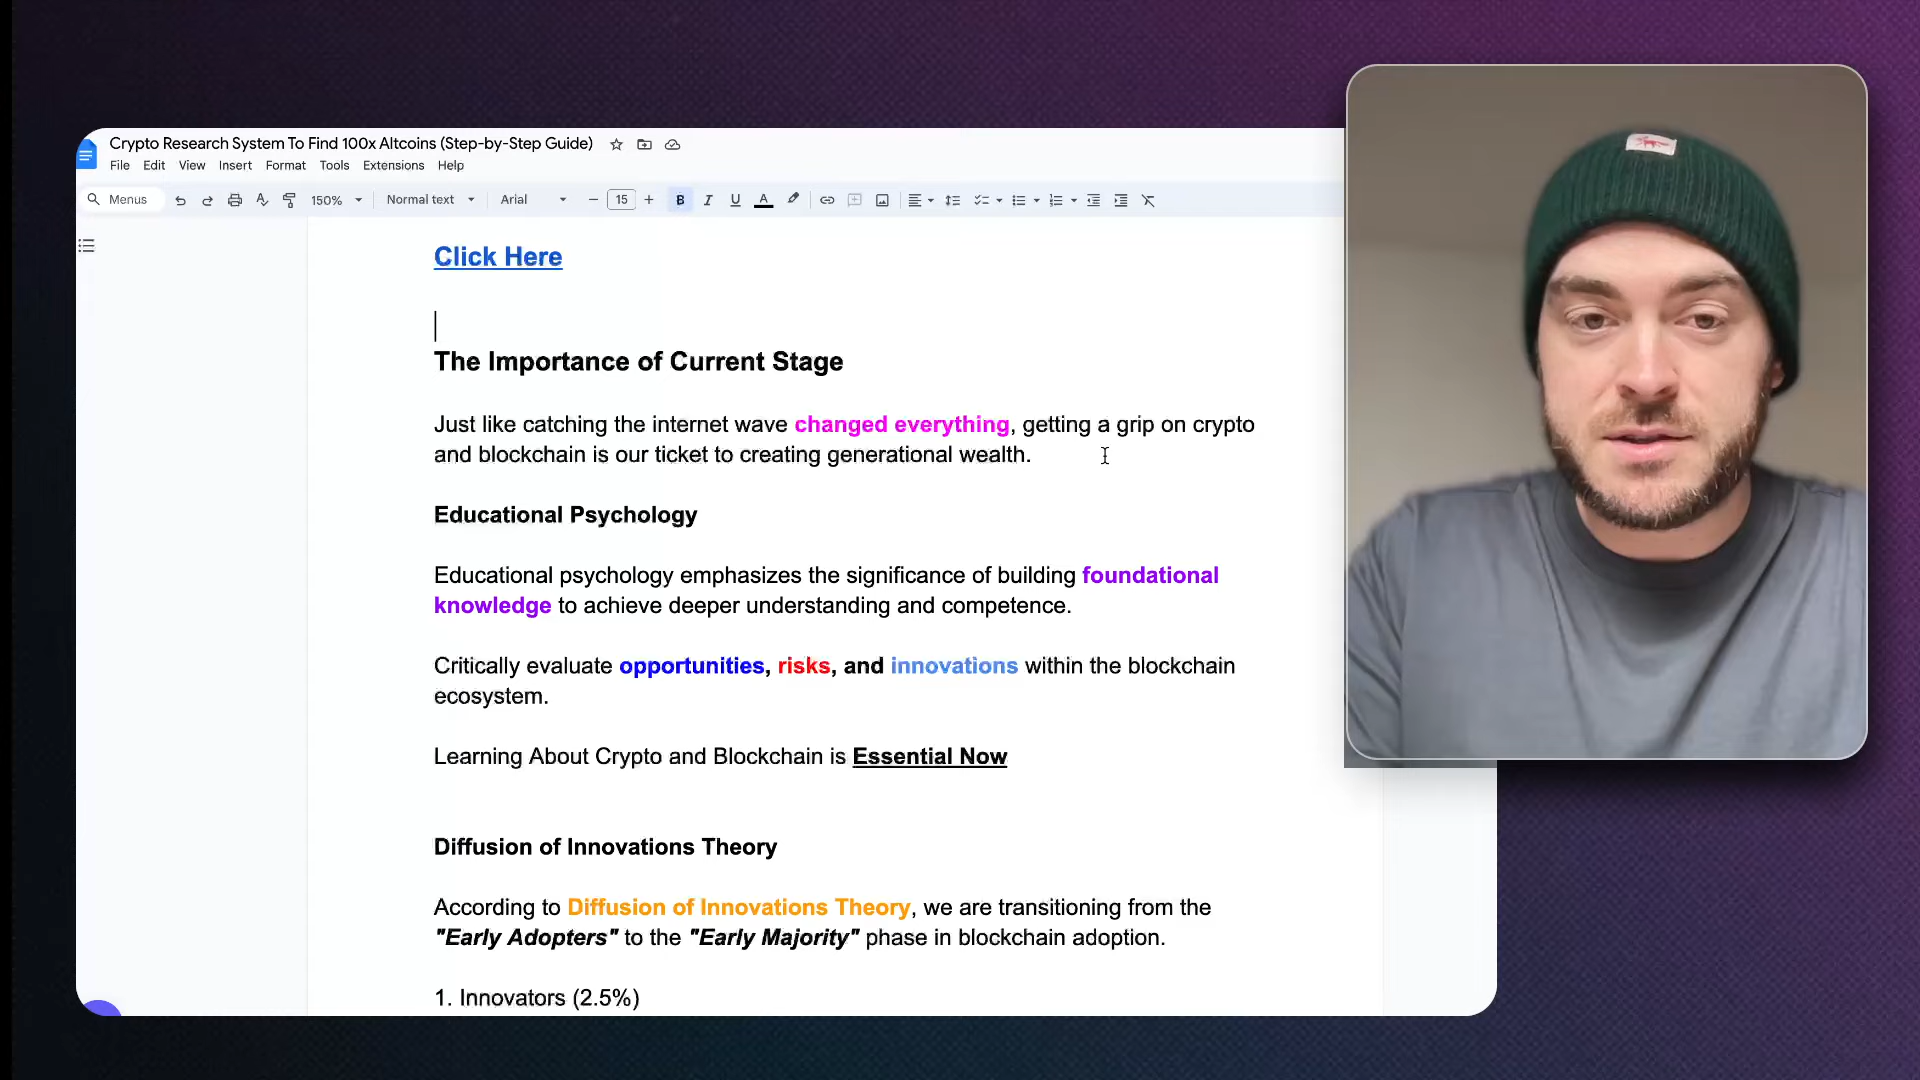 Crypto Research System To Find 100x Altcoins (Step-by-Step Guide)
File Edit View Insert Format Tools Extensions Help
Menus 150% Normal text Arial 15 B I U A
Click Here
The Importance of Current Stage
Just like catching the internet wave changed everything, getting a grip on crypto
and blockchain is our ticket to creating generational wealth.
Educational Psychology
Educational psychology emphasizes the significance of building foundational
knowledge to achieve deeper understanding and competence.
Critically evaluate opportunities, risks, and innovations within the blockchain
ecosystem.
Learning About Crypto and Blockchain is Essential Now
Diffusion of Innovations Theory
According to Diffusion of Innovations Theory, we are transitioning from the
"Early Adopters" to the "Early Majority" phase in blockchain adoption.
1. Innovators (2.5%)